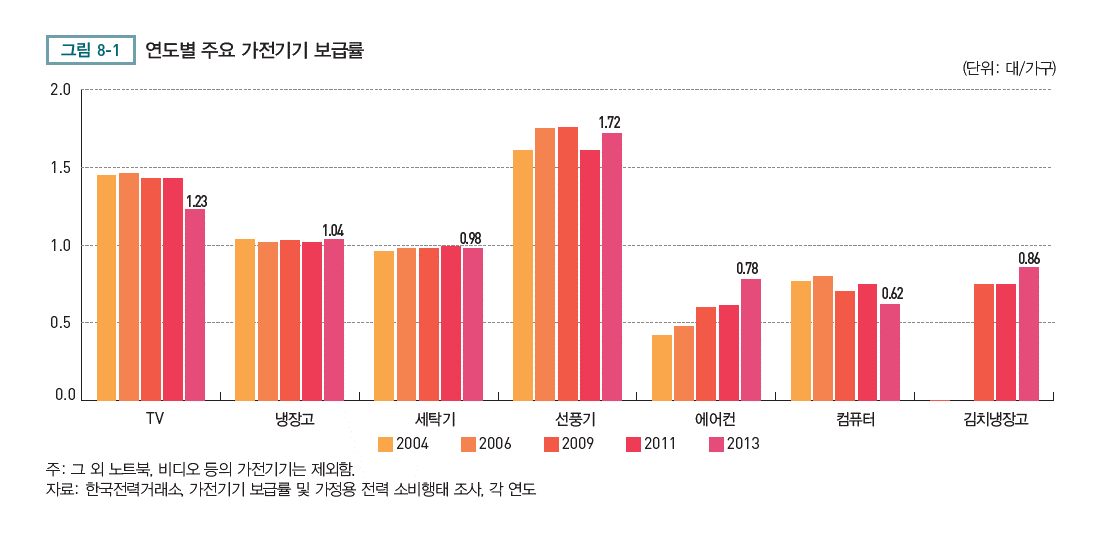 그림 8-1 연도별 주요 가전기기 보급률
(단위: 대/가구)
2.0
1.5
1.0
0.5
0.0
1.23
1.04
0.98
1.72
0.78
0.62
0.86
TV 냉장고 세탁기 선풍기 에어컨 컴퓨터 김치냉장고
2004 2006 2009 2011 2013
주: 그 외 노트북, 비디오 등의 가전기기는 제외함.
자료: 한국전력거래소, 가전기기 보급률 및 가정용 전력 소비행태 조사, 각 연도